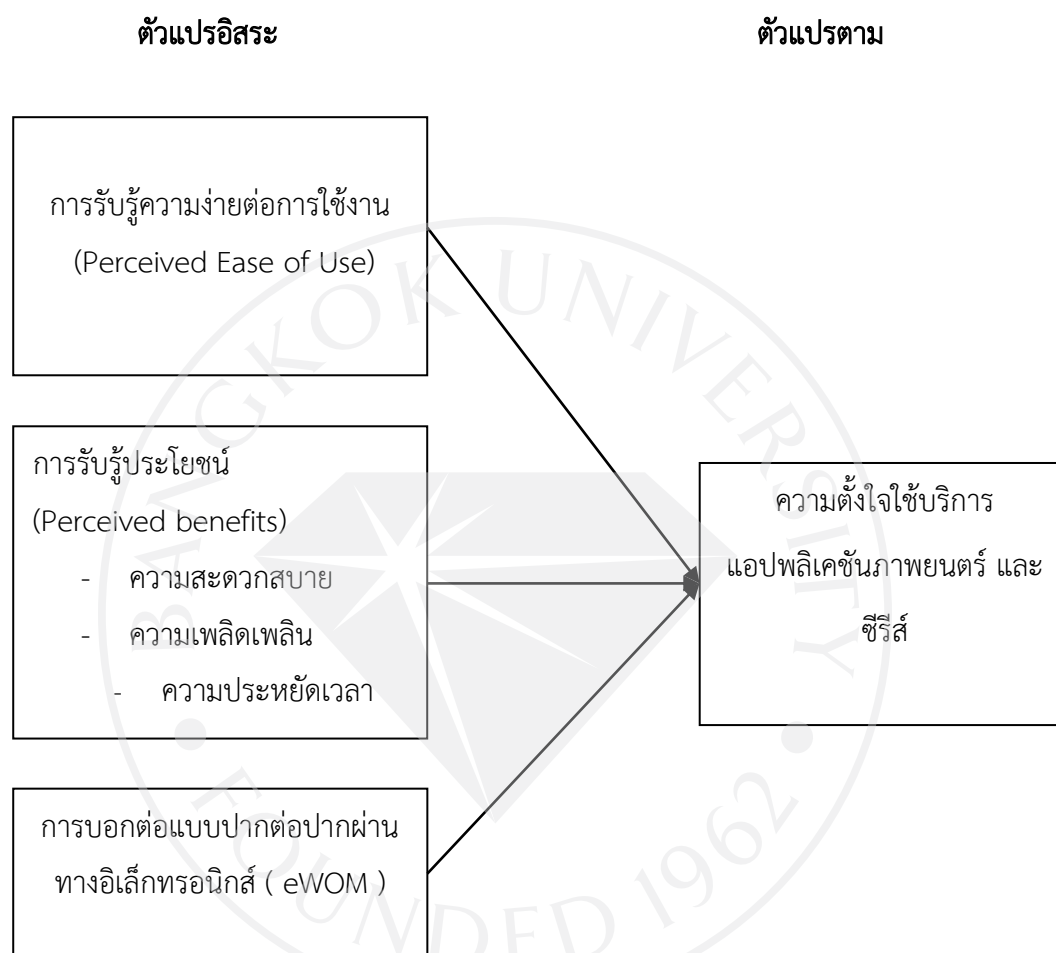 ตัวแปรอิสระ
ตัวแปรตาม
การรับรู้ความง่ายต่อการใช้งาน
(Perceived Ease of Use)
การรับรู้ประโยชน์
(Perceived benefits)
- ความสะดวกสบาย
- ความเพลิดเพลิน
- ความประหยัดเวลา
การบอกต่อแบบปากต่อปากผ่าน
ทางอิเล็กทรอนิกส์ ( eWOM )
ความตั้งใจใช้บริการ
แอปพลิเคชันภาพยนตร์ และ
ซีรีส์
BANGKOK UNIVERSITY
FOUNDED 1962